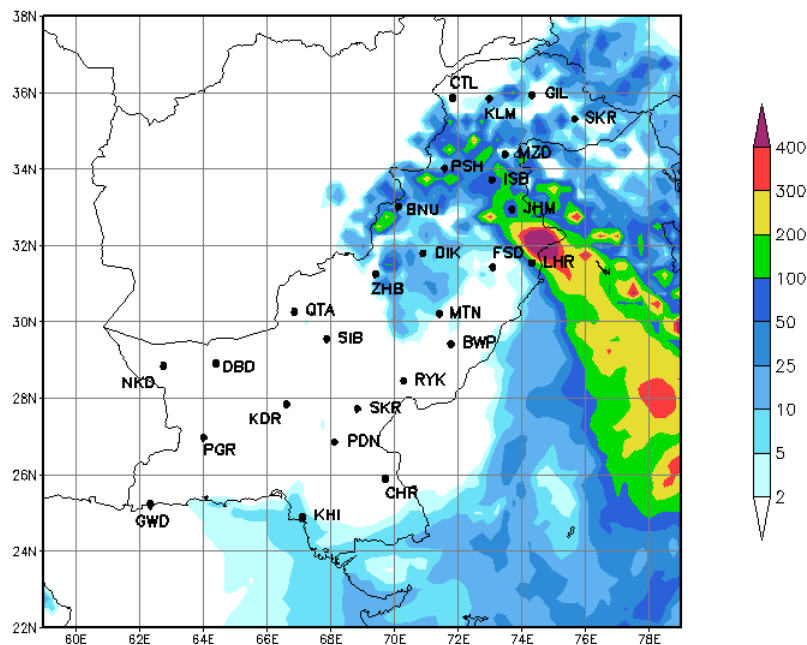 38N
36N
34N
32N
30N
28N
26N
24N
22N
60E
62E
64E
66E
68E
70E
72E
74E
76E
78E
CTL
GIL
KLM
SKR
MZD
PSH
ISB
BNU
JHM
DIK
FSD
LHR
ZHB
QTA
MTN
SIB
BWP
DBD
NKD
RYK
KDR
SKR
PGR
PDN
CHR
GWD
KHI
400
300
200
100
50
25
10
5
2